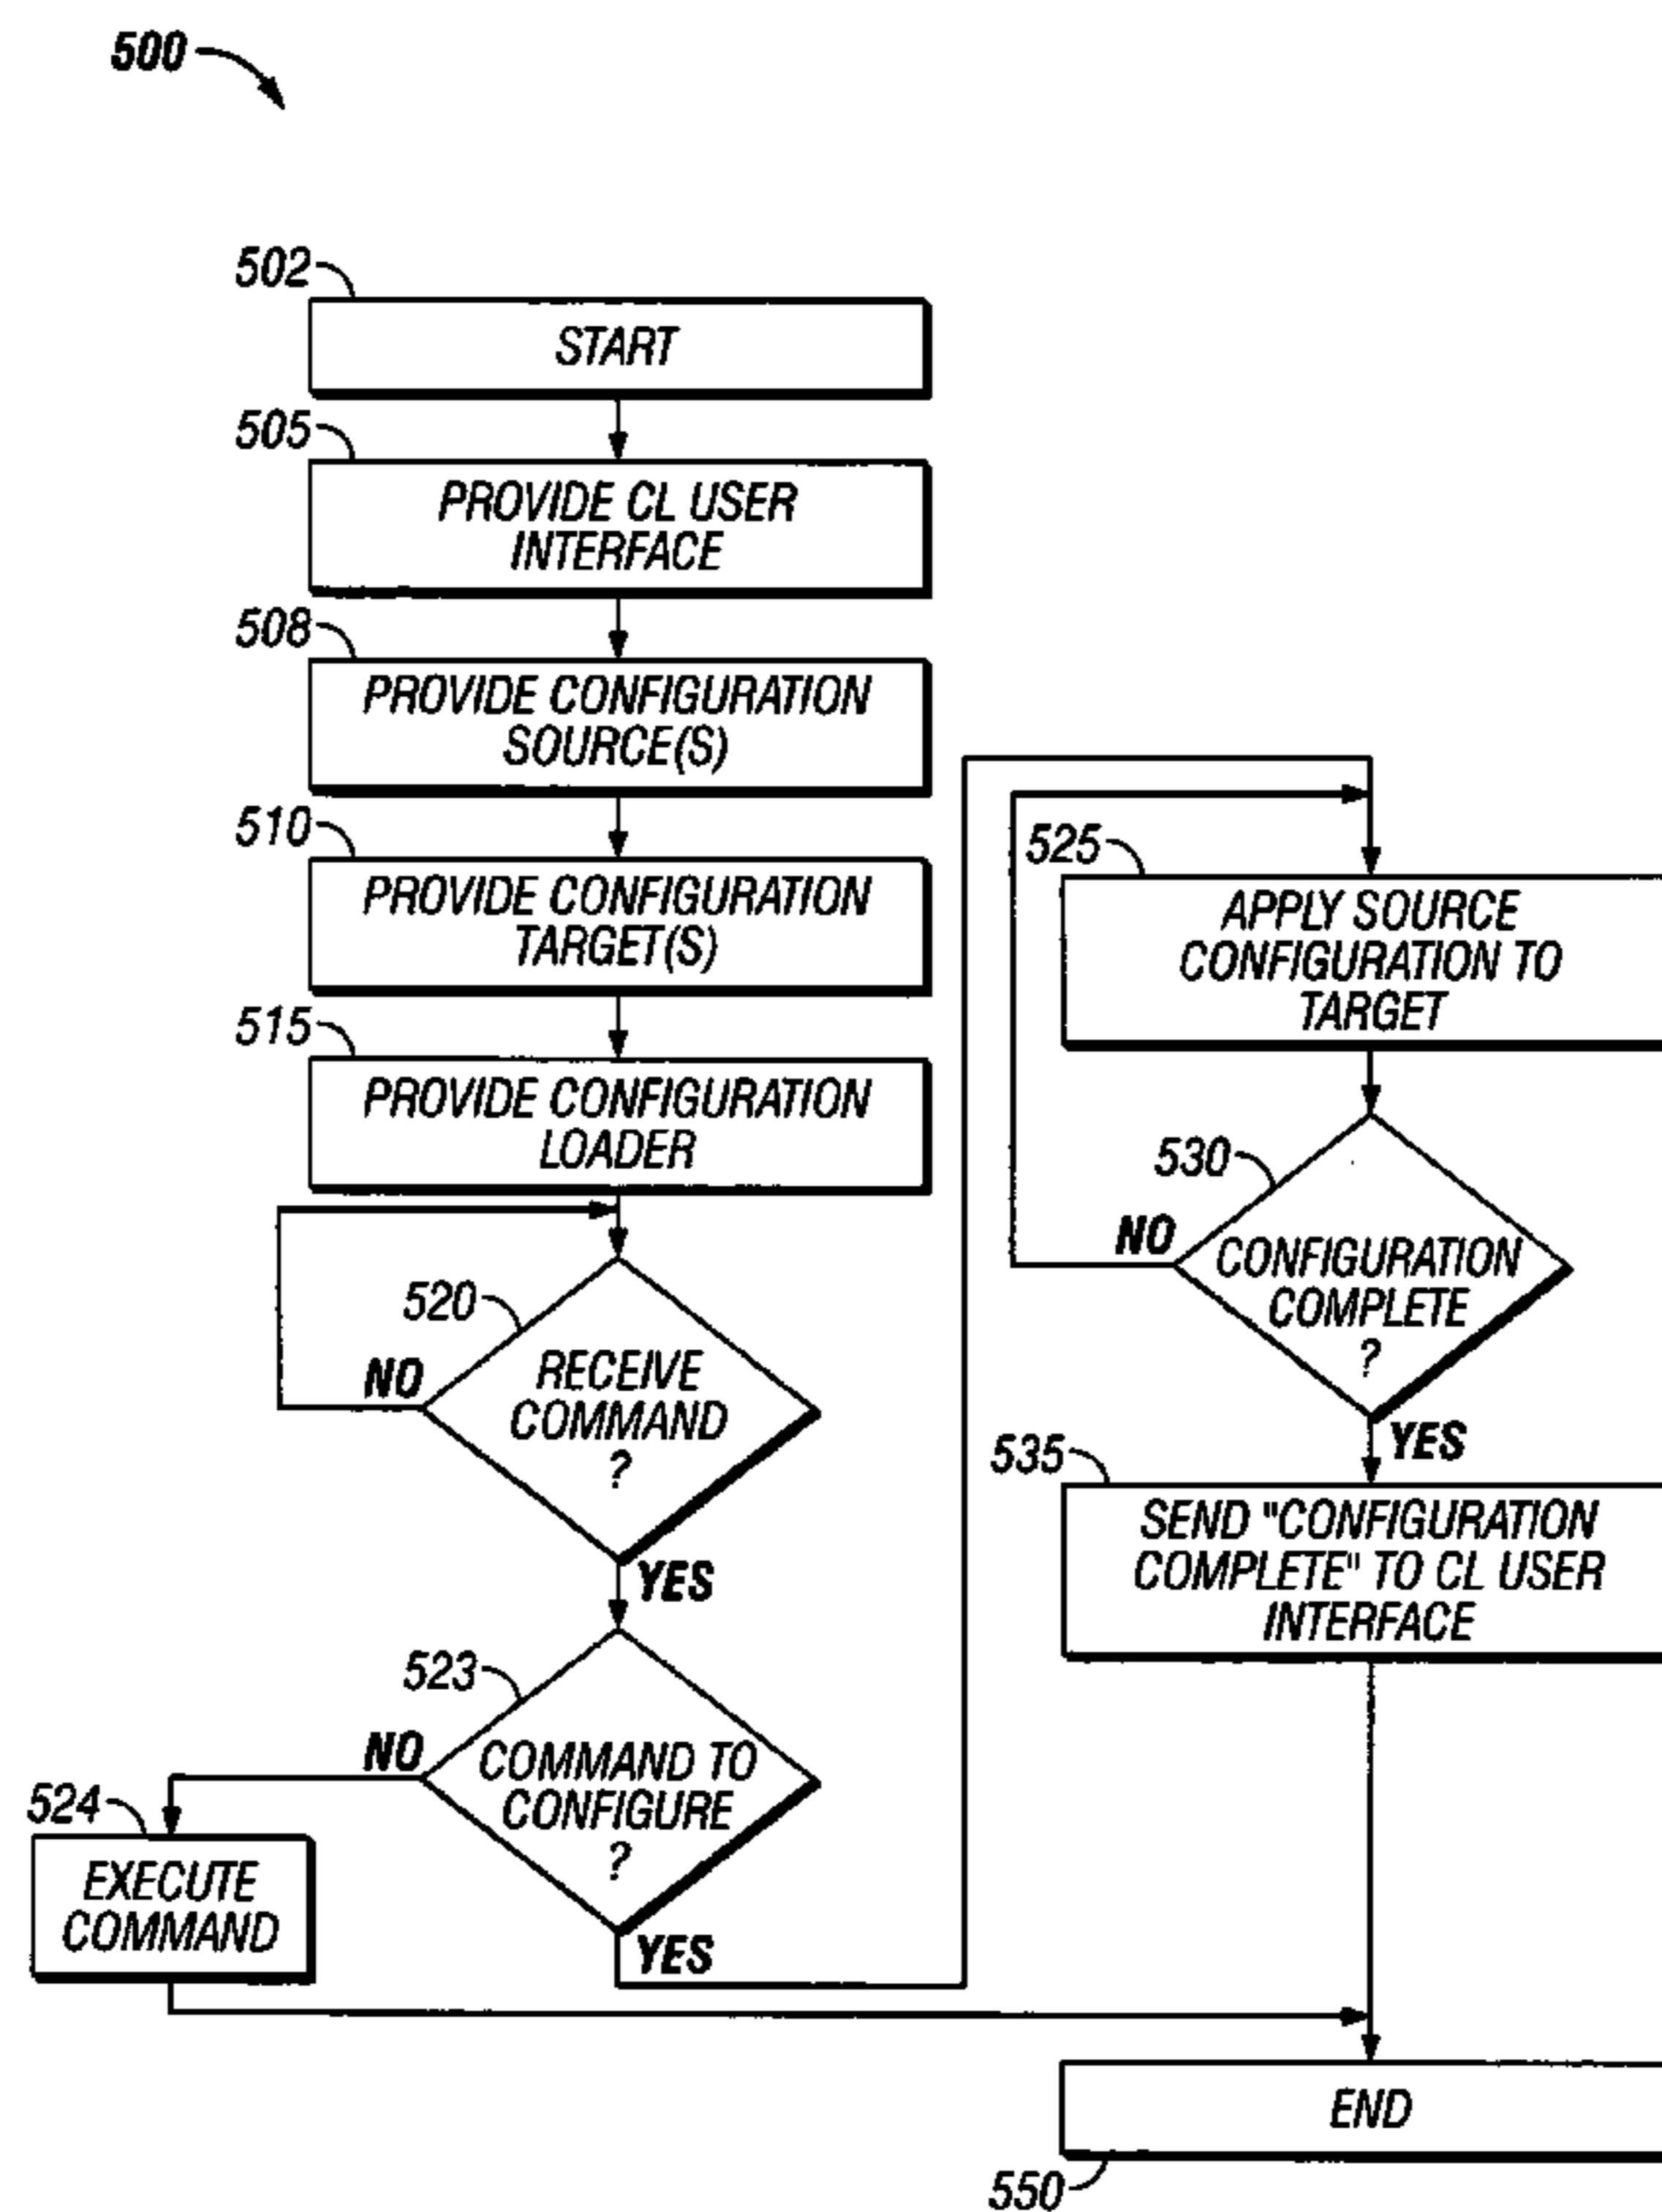 500
502
START
505
PROVIDE CL USER
INTERFACE
508
PROVIDE CONFIGURATION
SOURCE(S)
510
PROVIDE CONFIGURATION
TARGET(S)
515
PROVIDE CONFIGURATION
LOADER
520
NO
RECEIVE
COMMAND
?
YES
523
NO
COMMAND TO
CONFIGURE
?
YES
524
EXECUTE
COMMAND
525
APPLY SOURCE
CONFIGURATION TO
TARGET
530
NO
CONFIGURATION
COMPLETE
?
YES
535
SEND "CONFIGURATION
COMPLETE" TO CL USER
INTERFACE
END
550